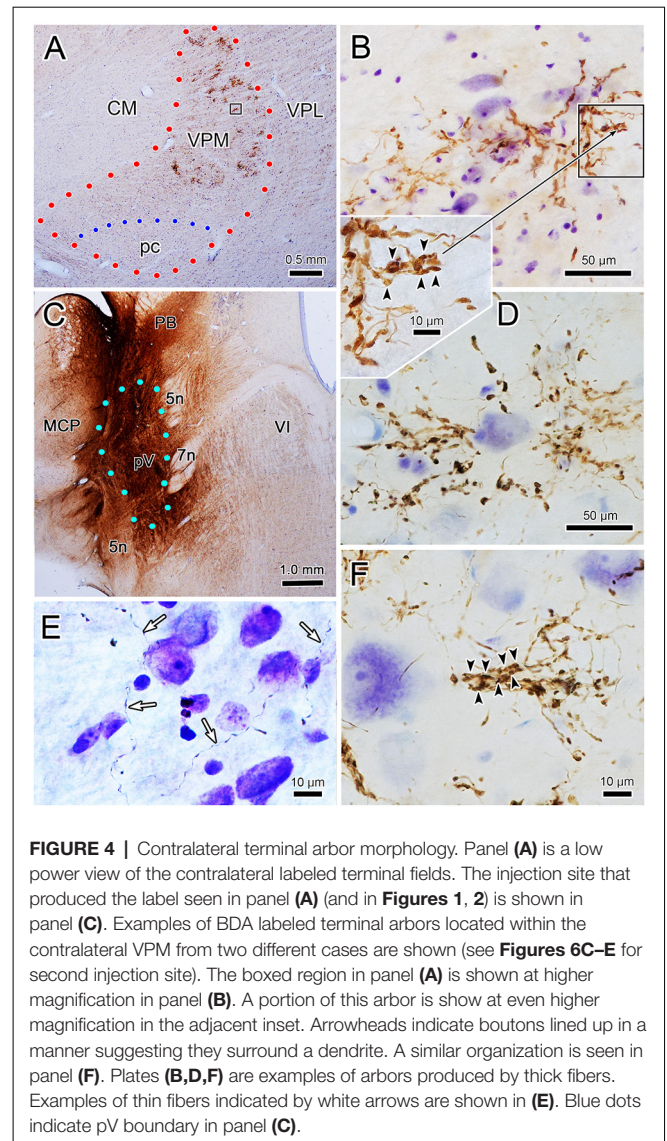 A
CM
VPM
VPL
pc
0.5 mm
B
50 µm
10 µm
C
PB
MCP
5n
VI
7n
pV
5n
1.0 mm
D
50 µm
E
10 µm
F
10 µm
FIGURE 4 | Contralateral terminal arbor morphology. Panel (A) is a low
power view of the contralateral labeled terminal fields. The injection site that
produced the label seen in panel (A) (and in Figures 1, 2) is shown in
panel (C). Examples of BDA labeled terminal arbors located within the
contralateral VPM from two different cases are shown (see Figures 6C–E for
second injection site). The boxed region in panel (A) is shown at higher
magnification in panel (B). A portion of this arbor is show at even higher
magnification in the adjacent inset. Arrowheads indicate boutons lined up in a
manner suggesting they surround a dendrite. A similar organization is seen in
panel (F). Plates (B,D,F) are examples of arbors produced by thick fibers.
Examples of thin fibers indicated by white arrows are shown in (E). Blue dots
indicate pV boundary in panel (C).